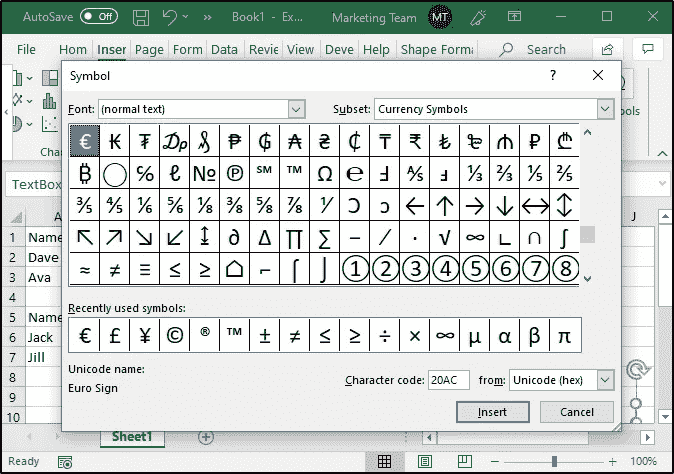 AutoSave Off Book1 - Ex... Marketing Team MT
File Hom Inser Page Form Data Revie View Deve Help Shape Forma Search
Symbol ? ×
Font: (normal text) Subset: Currency Symbols
€ ₭ ₮ ₯ ₰ ₱ ₲ ₳ ₴ ₵ ₸ ₹ ₺ ₻ ₼ ₽ ₾
₿ ⃝ ℅ ℓ № ℗ ℠ ™ Ω ℮ Ⅎ ⅍ ⅎ ⅓ ⅔ ⅕ ⅖
⅗ ⅘ ⅙ ⅚ ⅛ ⅜ ⅝ ⅞ ⅟ Ↄ ↄ ← ↑ → ↓ ↔ ↕
↖ ↗ ↘ ↙ ↨ ∂ ∆ ∏ ∑ − ∕ ∙ √ ∞ ∟ ∩ ∫
≈ ≠ ≡ ≤ ≥ ⌂ ⌐ ⌠ ⌡ ① ② ③ ④ ⑤ ⑥ ⑦ ⑧
Recently used symbols:
€ £ ¥ © ® ™ ± ≠ ≤ ≥ ÷ × ∞ µ α β π
Unicode name:
Euro Sign
Character code: 20AC from: Unicode (hex)
Insert Cancel
Cha
ols
TextBox
A J
1 Name
2 Dave
3 Ava
4
5 Name
6 Jack
7 Jill
8
9
10
Sheet1
Ready 100%